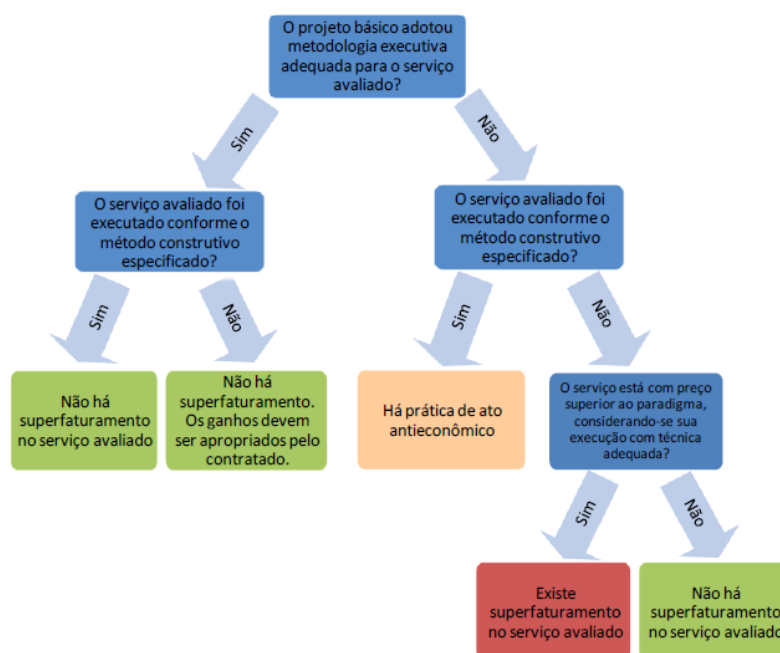 O projeto básico adotou
metodologia executiva
adequada para o serviço
avaliado?
Sim
Não
O serviço avaliado foi
executado conforme o
método construtivo
especificado?
O serviço avaliado foi
executado conforme o
método construtivo
especificado?
Sim
Não
Sim
Não
Não há
superfaturamento
no serviço avaliado
Não há
superfaturamento.
Os ganhos devem
ser apropriados pelo
contratado.
Há prática de ato
antieconômico
O serviço está com preço
superior ao paradigma,
considerando-se sua
execução com técnica
adequada?
Sim
Não
Existe
superfaturamento
no serviço avaliado
Não há
superfaturamento
no serviço avaliado